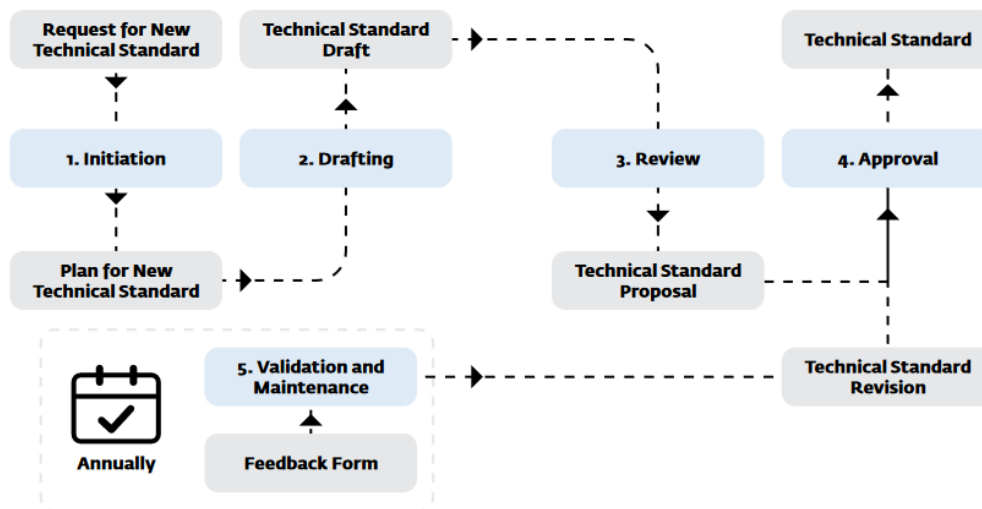 Request for New
Technical Standard
Technical Standard
Draft
Technical Standard
1. Initiation
2. Drafting
3. Review
4. Approval
Plan for New
Technical Standard
Technical Standard
Proposal
5. Validation and
Maintenance
Technical Standard
Revision
Annually
Feedback Form